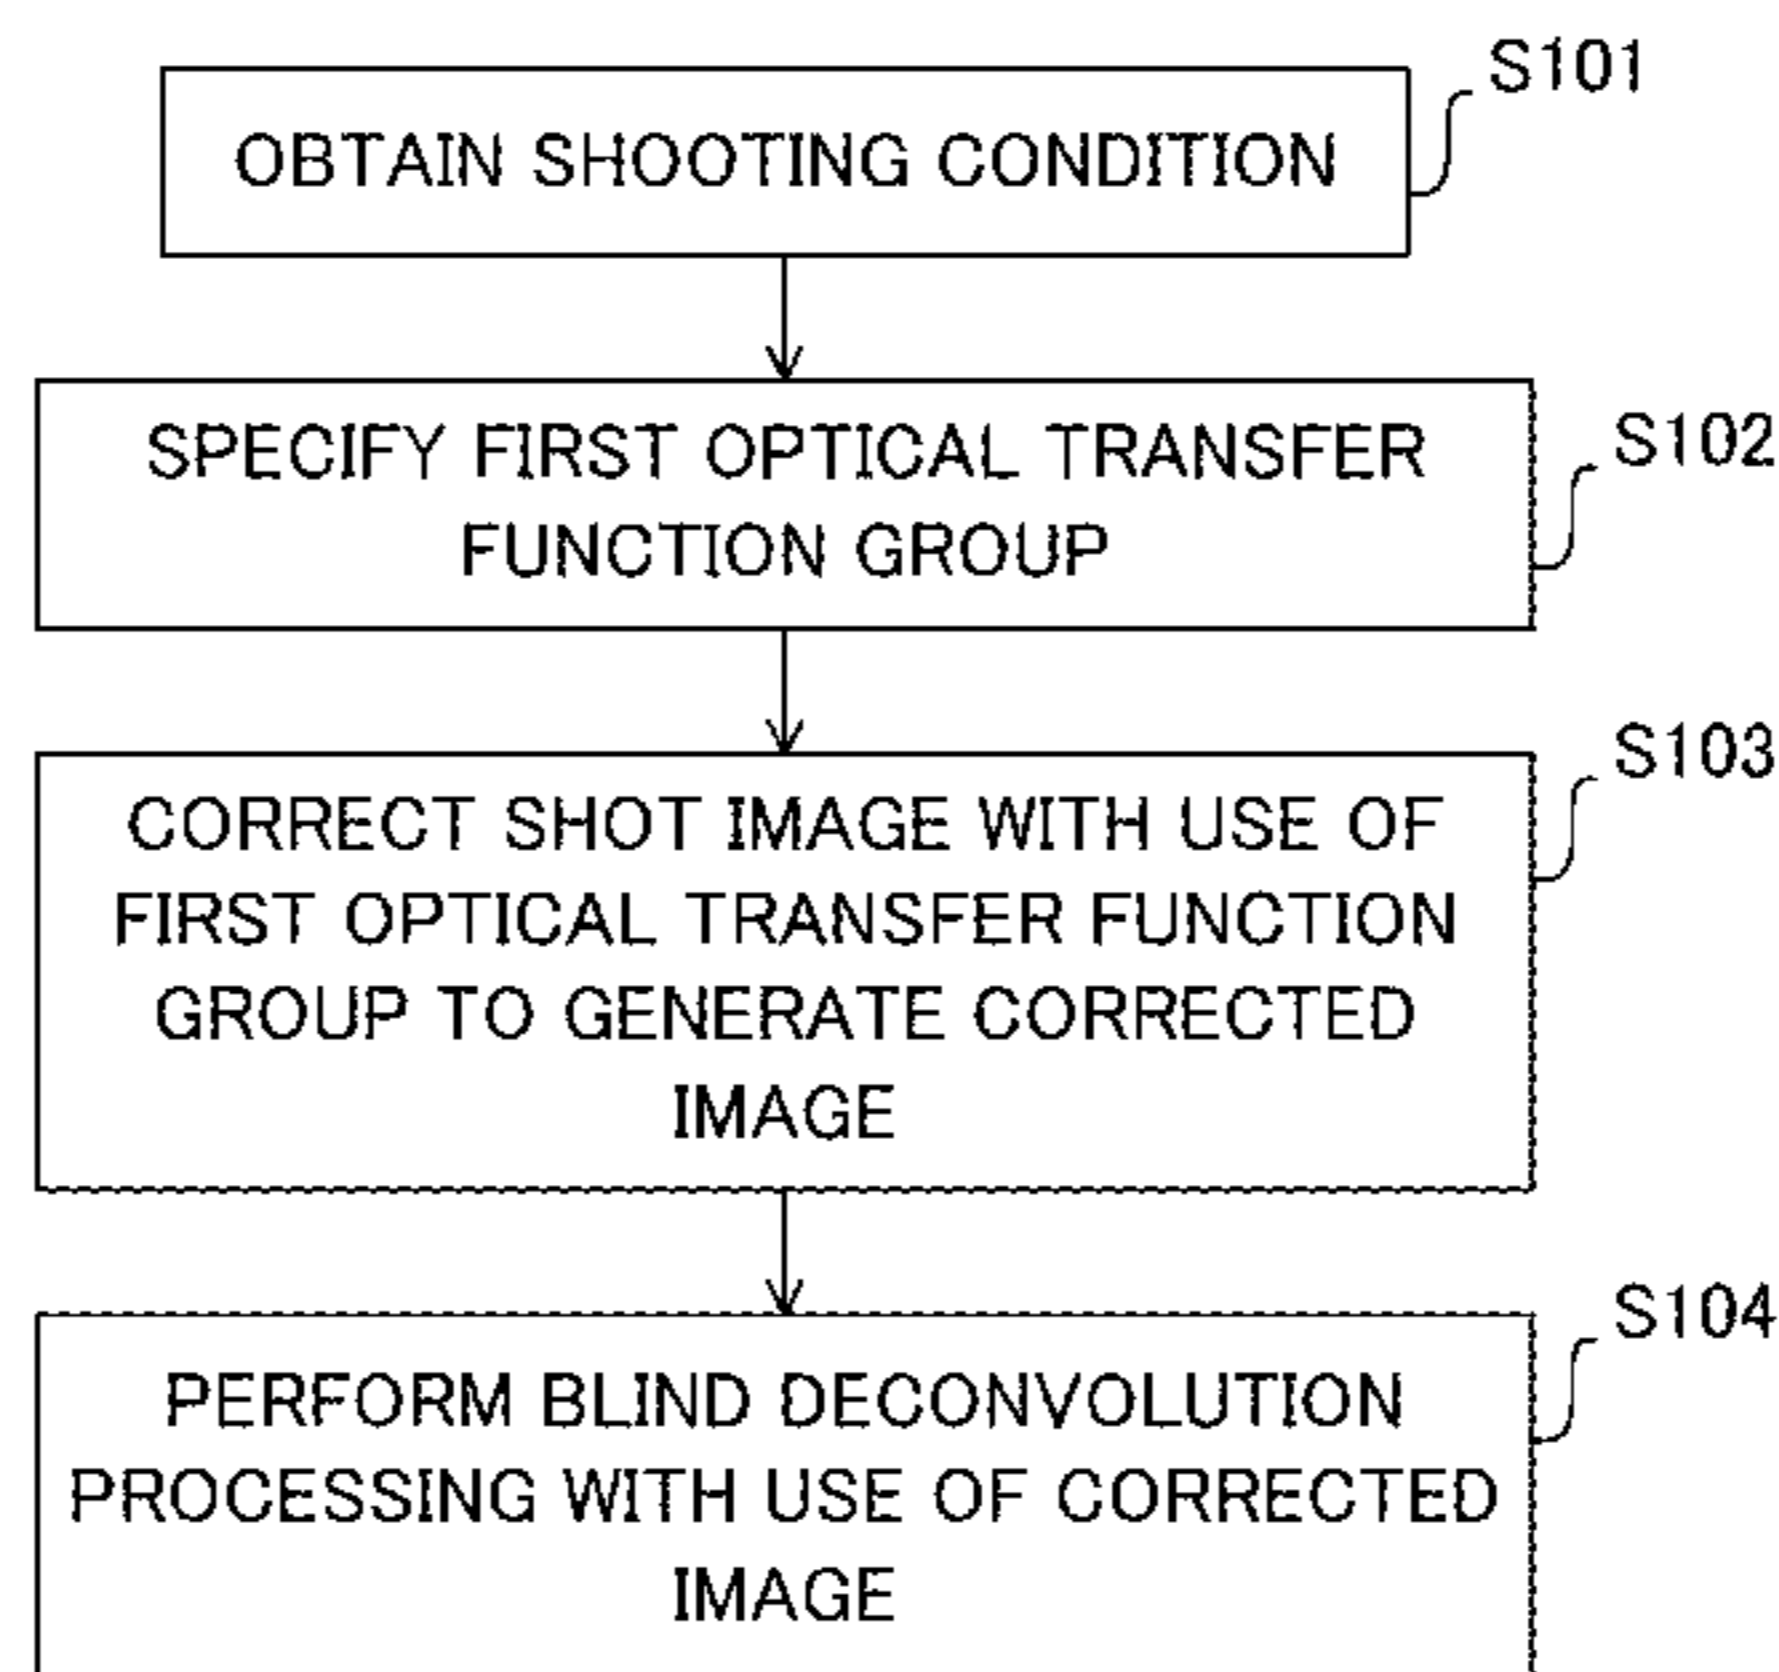 S101
OBTAIN SHOOTING CONDITION
SPECIFY FIRST OPTICAL TRANSFER
FUNCTION GROUP
S102
S103
CORRECT SHOT IMAGE WITH USE OF
FIRST OPTICAL TRANSFER FUNCTION
GROUP TO GENERATE CORRECTED
IMAGE
S104
PERFORM BLIND DECONVOLUTION
PROCESSING WITH USE OF CORRECTED
IMAGE